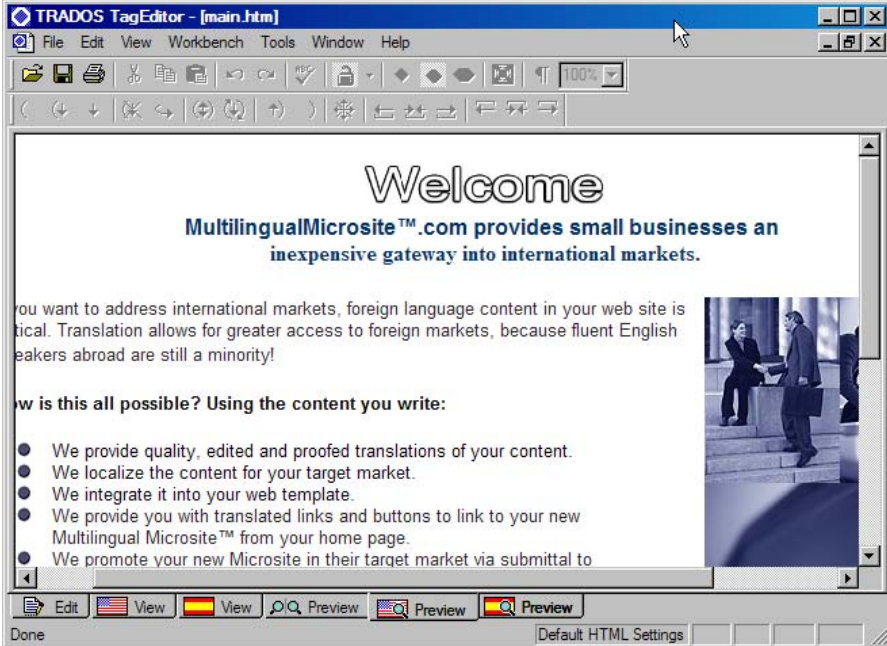 TRADOS TagEditor - [main.htm]
File Edit View Workbench Tools Window Help
ABC 100%
Welcome
MultilingualMicrosite™.com provides small businesses an
inexpensive gateway into international markets.
you want to address international markets, foreign language content in your web site is
tical. Translation allows for greater access to foreign markets, because fluent English
eakers abroad are still a minority!
ow is this all possible? Using the content you write:
We provide quality, edited and proofed translations of your content.
We localize the content for your target market.
We integrate it into your web template.
We provide you with translated links and buttons to link to your new
Multilingual Microsite™ from your home page.
We promote your new Microsite in their target market via submittal to
Edit View View Preview Preview Preview
Done Default HTML Settings